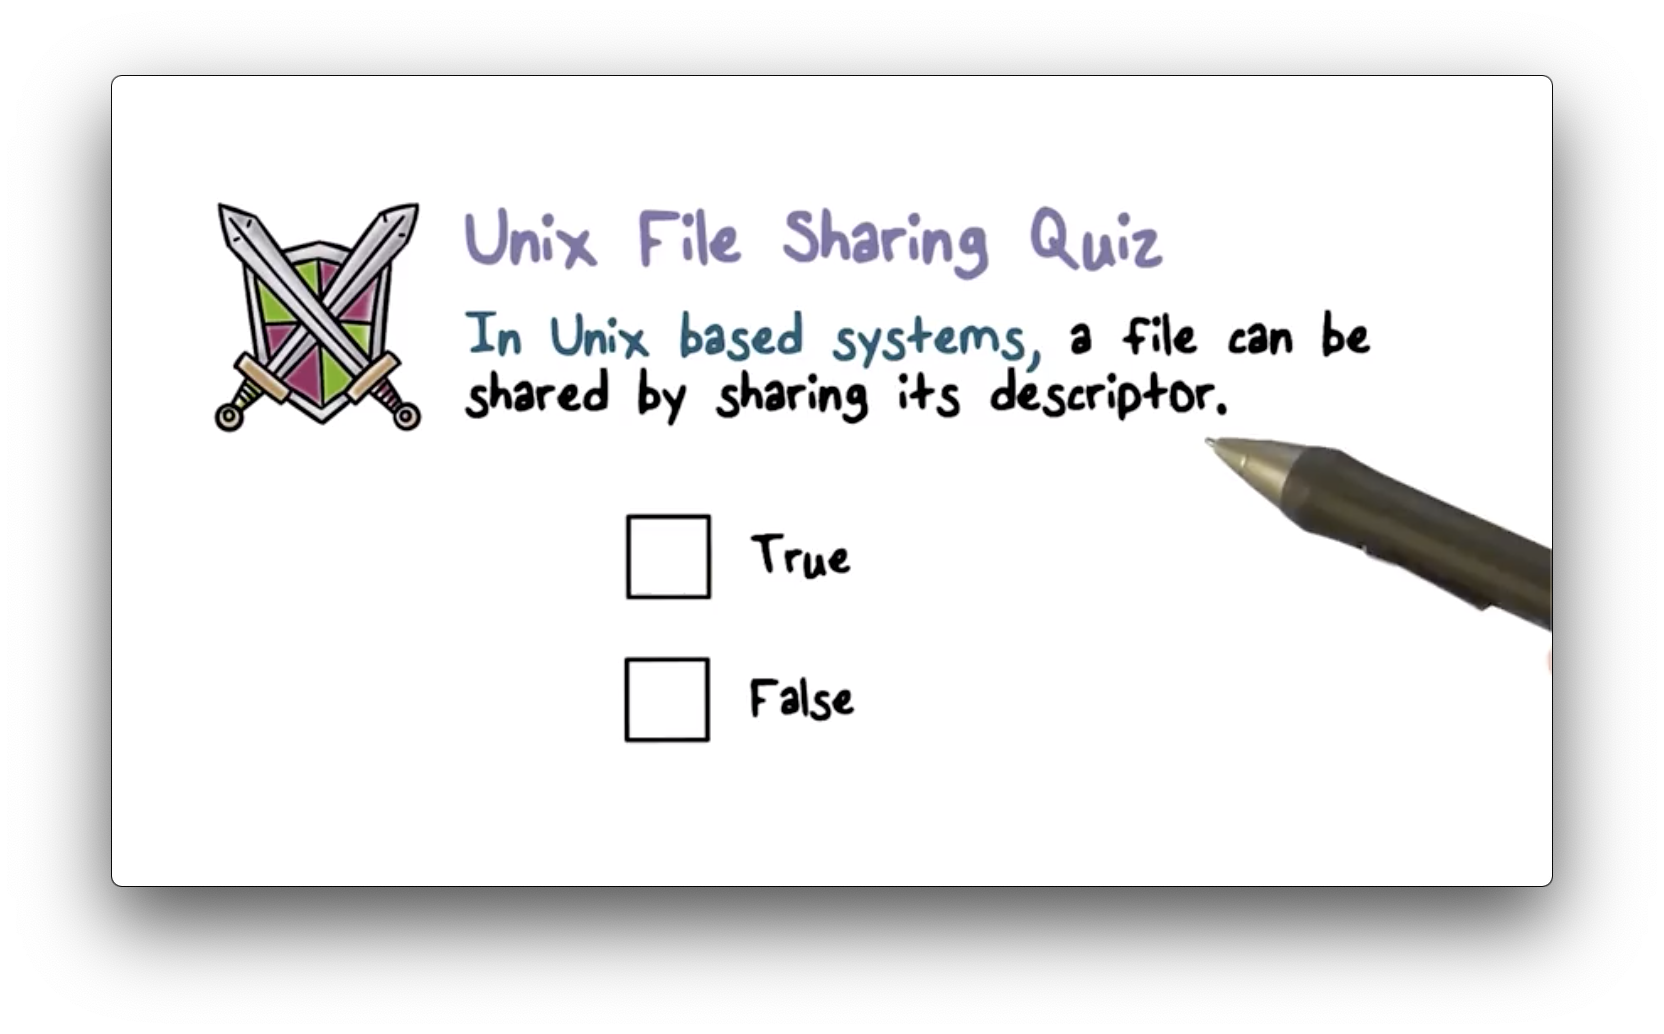 Unix File Sharing Quiz
In Unix based systems, a file can be
shared by sharing its descriptor.
True
False